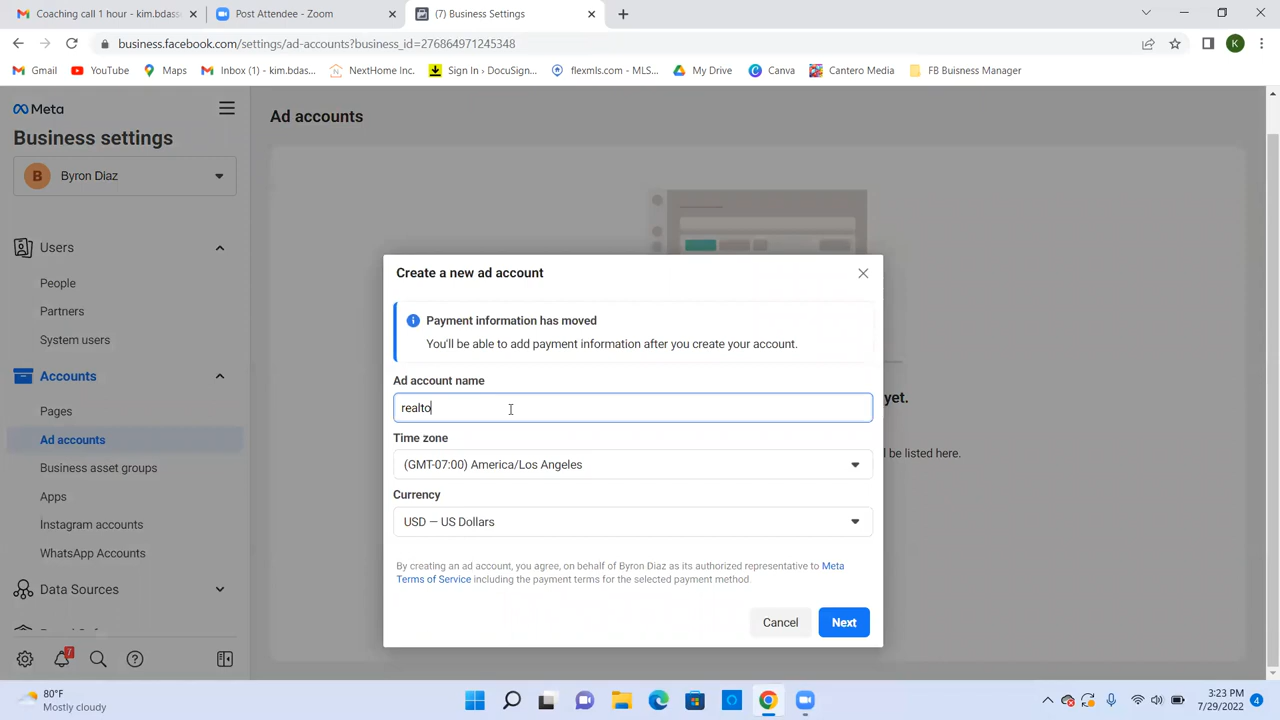 Coaching call 1 hour - kim.bdass
Post Attendee - Zoom
(7) Business Settings
business.facebook.com/settings/ad-accounts?business_id=276864971245348
K
Gmail
YouTube
Maps
Inbox (1) - kim.bdas...
NextHome Inc.
Sign In › DocuSign...
flexmls.com - MLS...
My Drive
Canva
Cantero Media
FB Buisness Manager
Meta
Business settings
B
Byron Diaz
Users
People
Partners
System users
Accounts
Pages
Ad accounts
Business asset groups
Apps
Instagram accounts
WhatsApp Accounts
Data Sources
7
Ad accounts
yet.
l be listed here.
Create a new ad account
Payment information has moved
You'll be able to add payment information after you create your account.
Ad account name
realto
Time zone
(GMT-07:00) America/Los Angeles
Currency
USD — US Dollars
By creating an ad account, you agree, on behalf of Byron Diaz as its authorized representative to Meta
Terms of Service including the payment terms for the selected payment method
Cancel
Next
80°F
Mostly cloudy
3:23 PM
7/29/2022
4